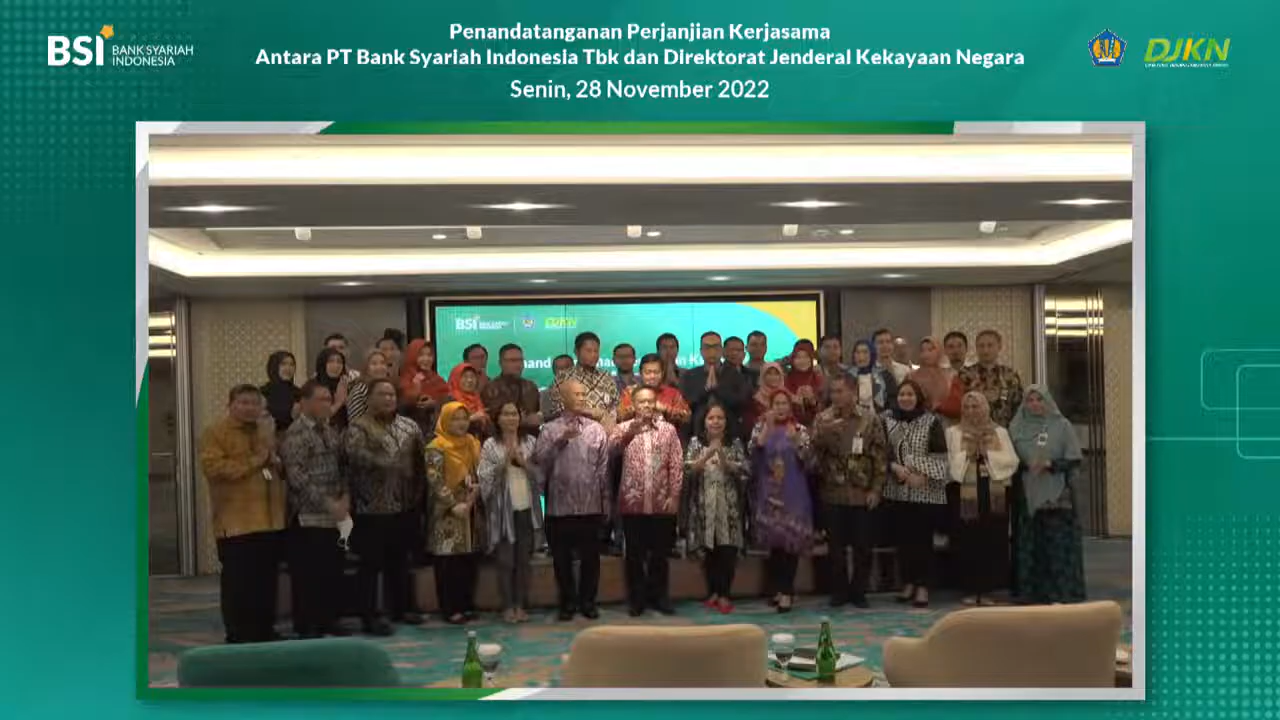 BSI BANK SYARIAH
INDONESIA
Penandatanganan Perjanjian Kerjasama
Antara PT Bank Syariah Indonesia Tbk dan Direktorat Jenderal Kekayaan Negara
Senin, 28 November 2022
DJKN
BSI
DJKN